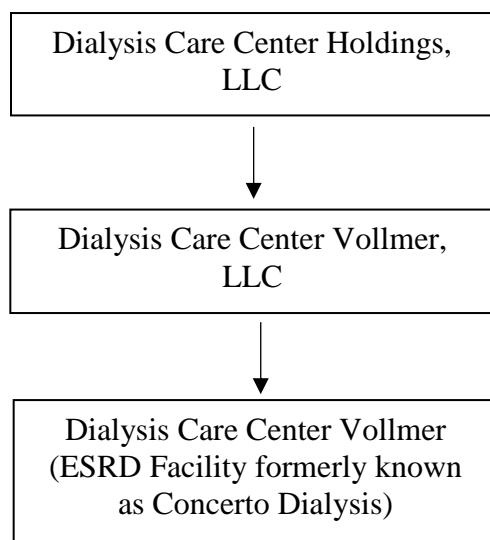 Dialysis Care Center Holdings,
LLC
Dialysis Care Center Vollmer,
LLC
Dialysis Care Center Vollmer
(ESRD Facility formerly known
as Concerto Dialysis)